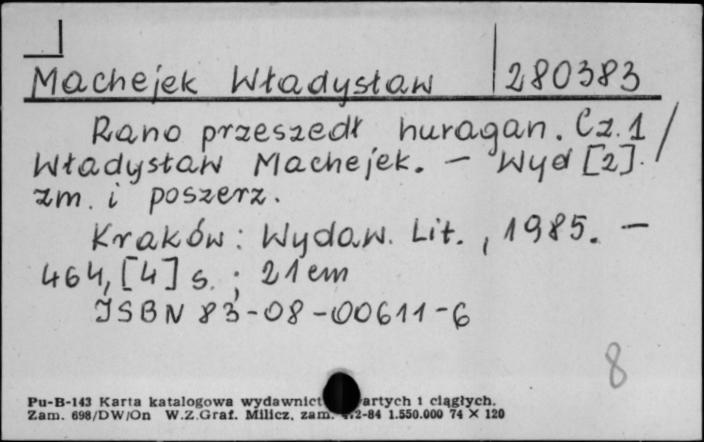 Machejek Władysław 280383
Rano przeszedł huragan. Cz. 1 /
Władysław Machejek. - Wyd [2].
zm. i poszerz.
Kraków: Wydaw. Lit., 1985. -
464, [4] s. ; 21 cm
ISBN 83-08-00611-6
8
Pu-B-143 Karta katalogowa wydawnict artych i ciągłych.
Zam. 698/DW/On W.Z.Graf. Milicz, zam. 2-84 1.550.000 74 X 120